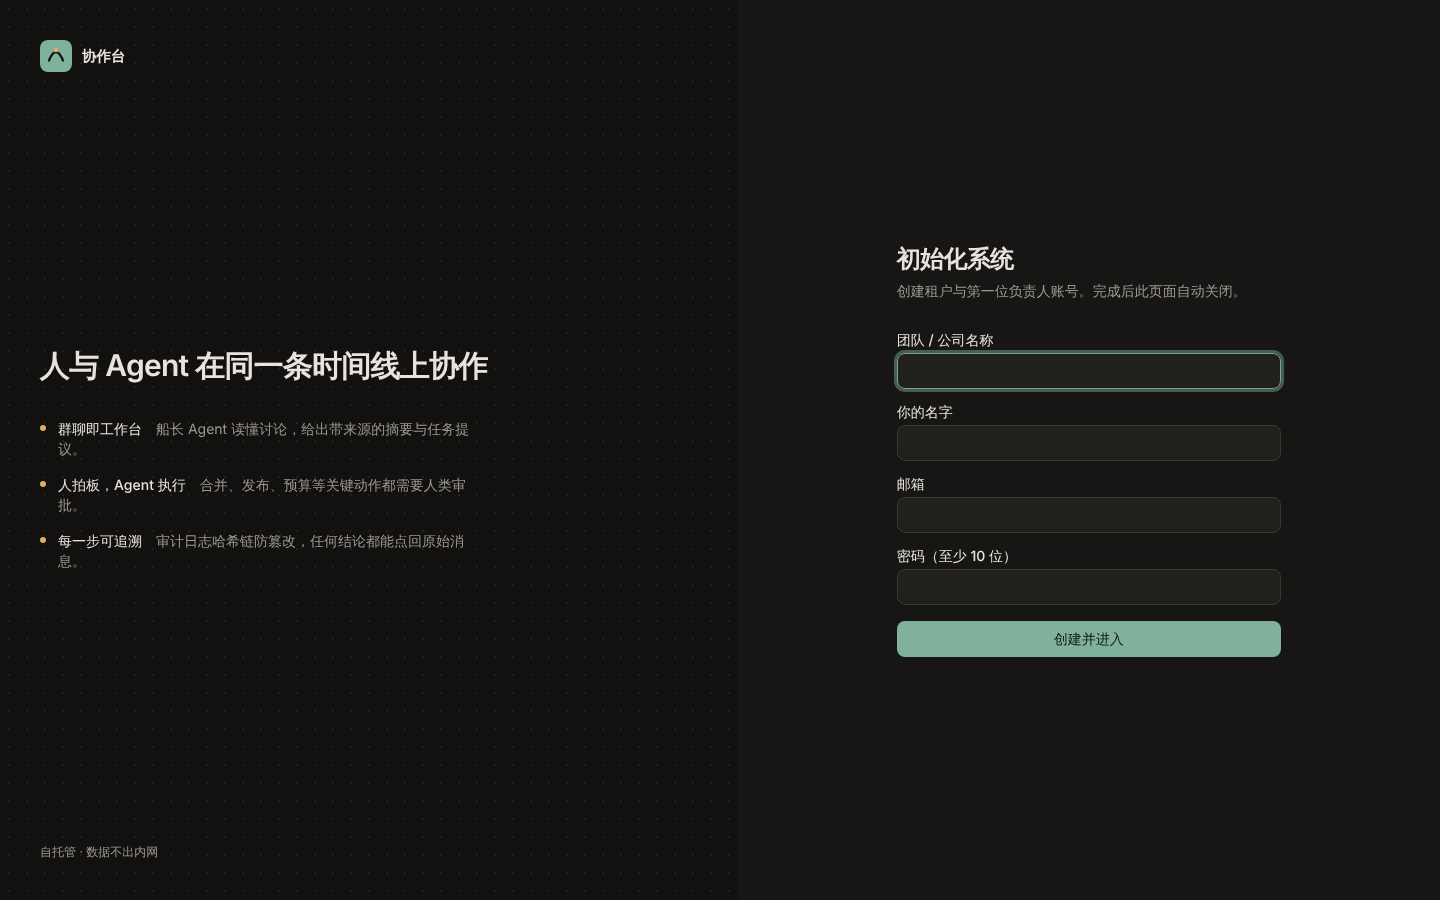 协作台
人与 Agent 在同一条时间线上协作
群聊即工作台 船长 Agent 读懂讨论，给出带来源的摘要与任务提
议。
人拍板，Agent 执行 合并、发布、预算等关键动作都需要人类审
批。
每一步可追溯 审计日志哈希链防篡改，任何结论都能点回原始消
息。
自托管 · 数据不出内网
初始化系统
创建租户与第一位负责人账号。完成后此页面自动关闭。
团队 / 公司名称
你的名字
邮箱
密码（至少 10 位）
创建并进入